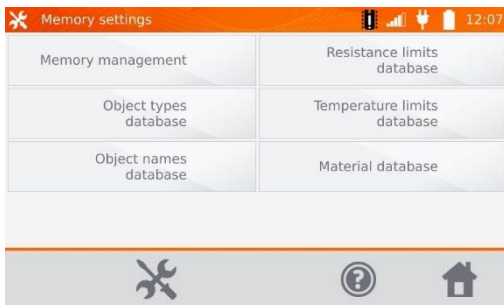 Memory settings
12:07
Memory management
Resistance limits
database
Object types
database
Temperature limits
database
Object names
database
Material database